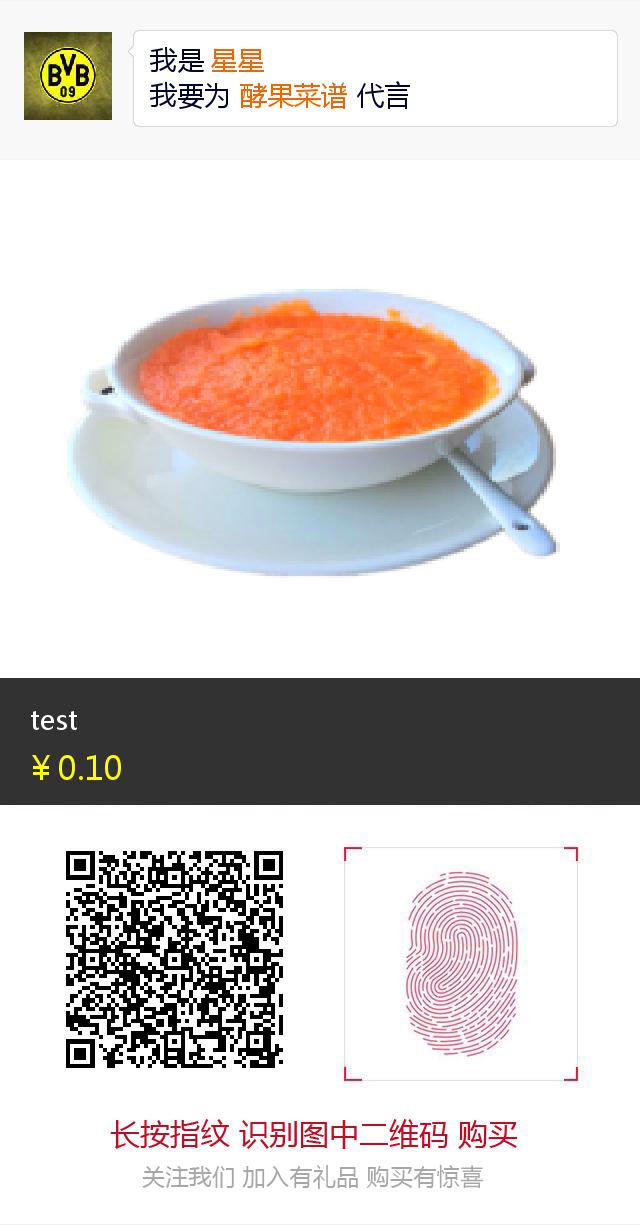 BVB
09
我是 星星
我要为 酵果菜谱 代言
test
¥ 0.10
长按指纹 识别图中二维码 购买
关注我们 加入有礼品 购买有惊喜